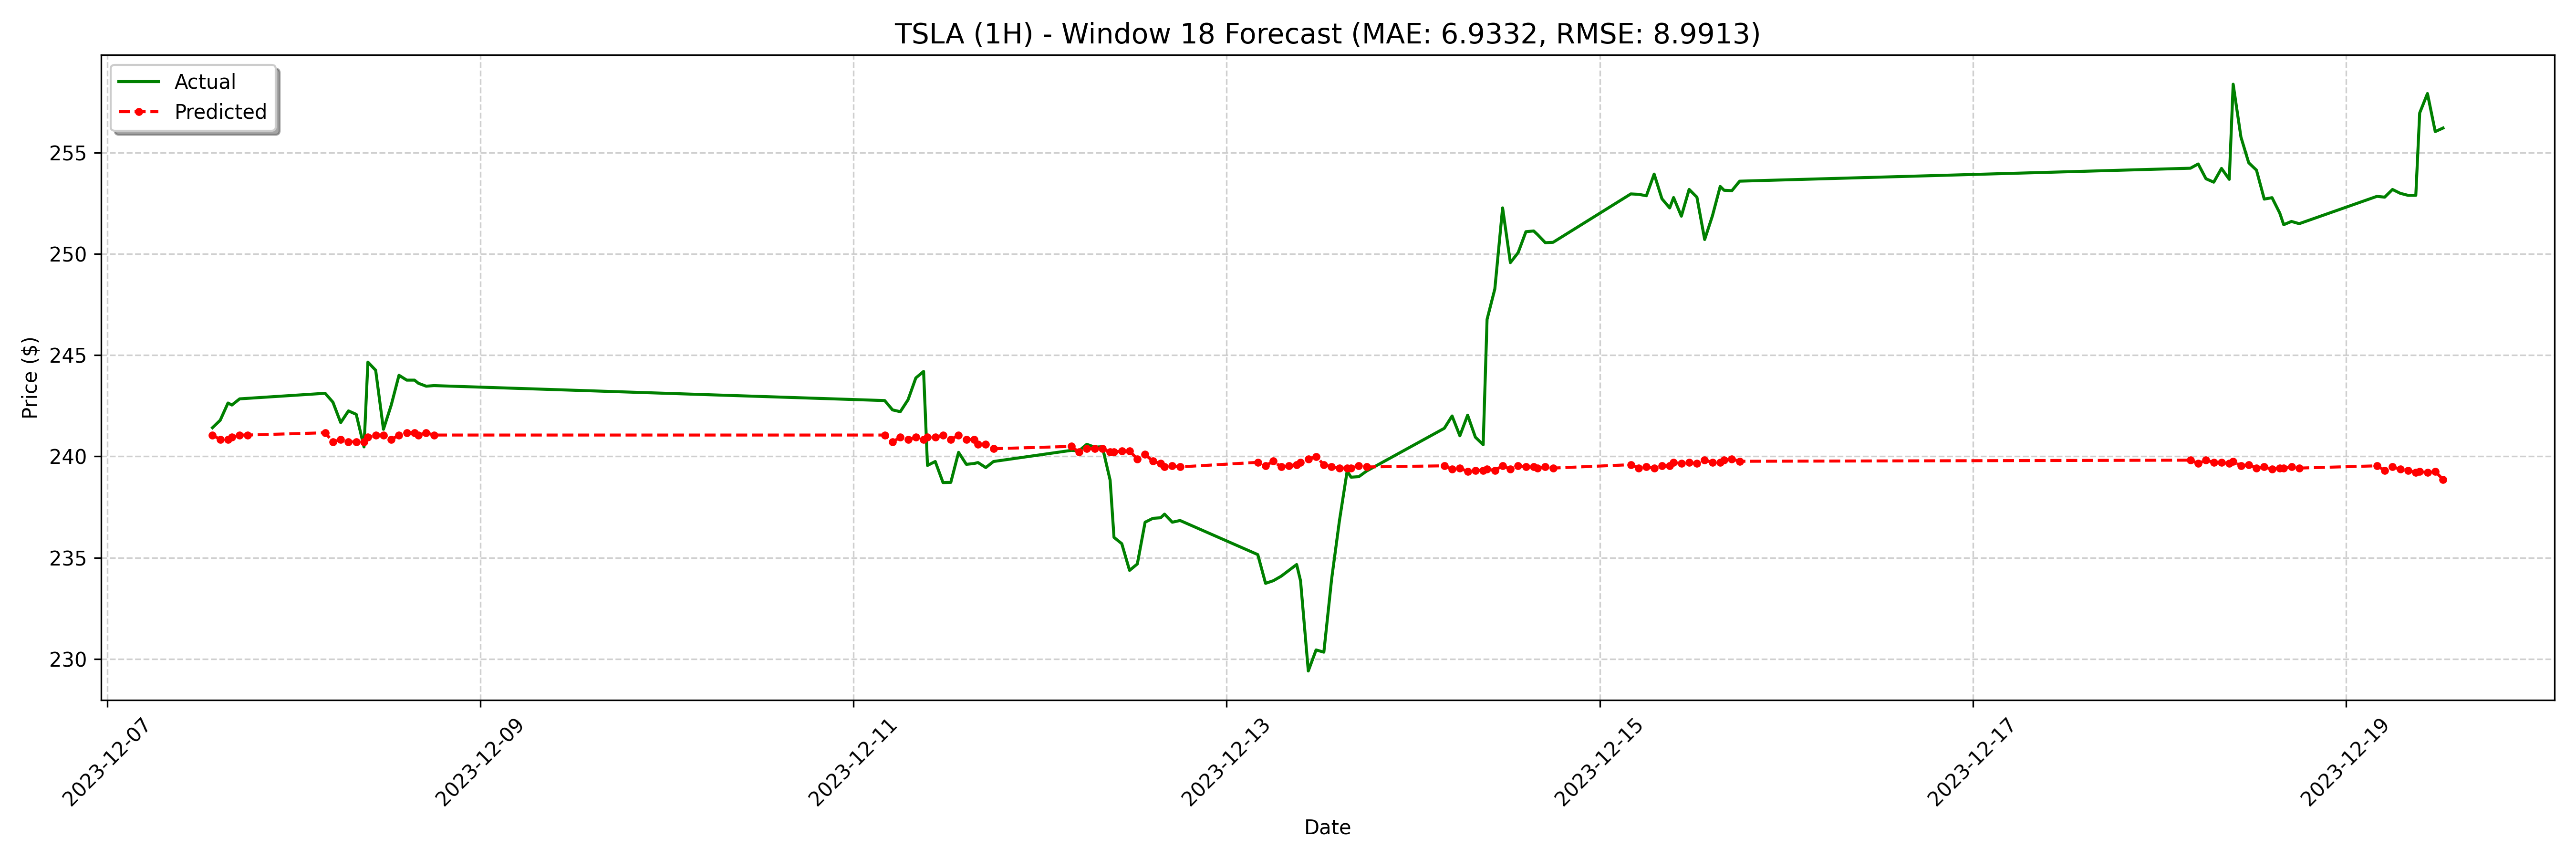 TSLA (1H) - Window 18 Forecast (MAE: 6.9332, RMSE: 8.9913)
Actual
Predicted
Price ($)
255
250
245
240
235
230
2023-12-07
2023-12-09
2023-12-11
2023-12-13
2023-12-15
2023-12-17
2023-12-19
Date